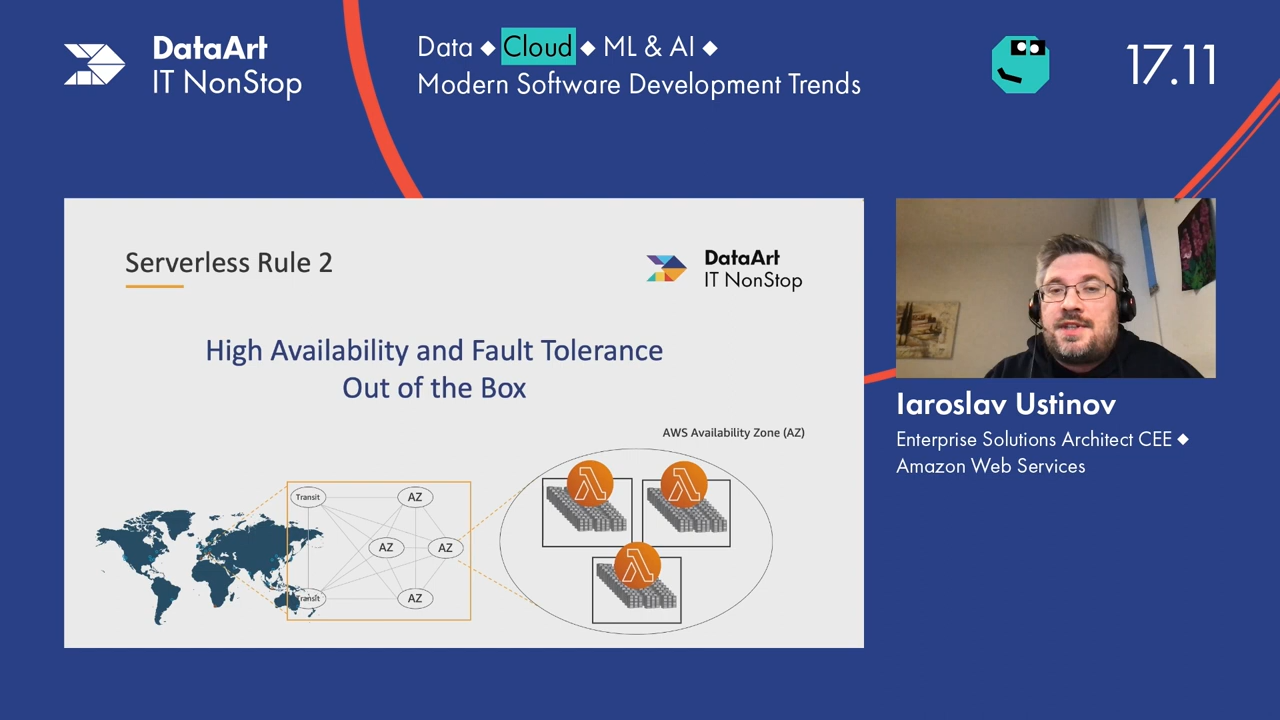 DataArt
IT NonStop
Data ◆ Cloud ◆ ML & AI ◆
Modern Software Development Trends
17.11
Serverless Rule 2
DataArt
IT NonStop
High Availability and Fault Tolerance
Out of the Box
AWS Availability Zone (AZ)
Transit
AZ
AZ
AZ
Transit
AZ
Iaroslav Ustinov
Enterprise Solutions Architect CEE ◆
Amazon Web Services